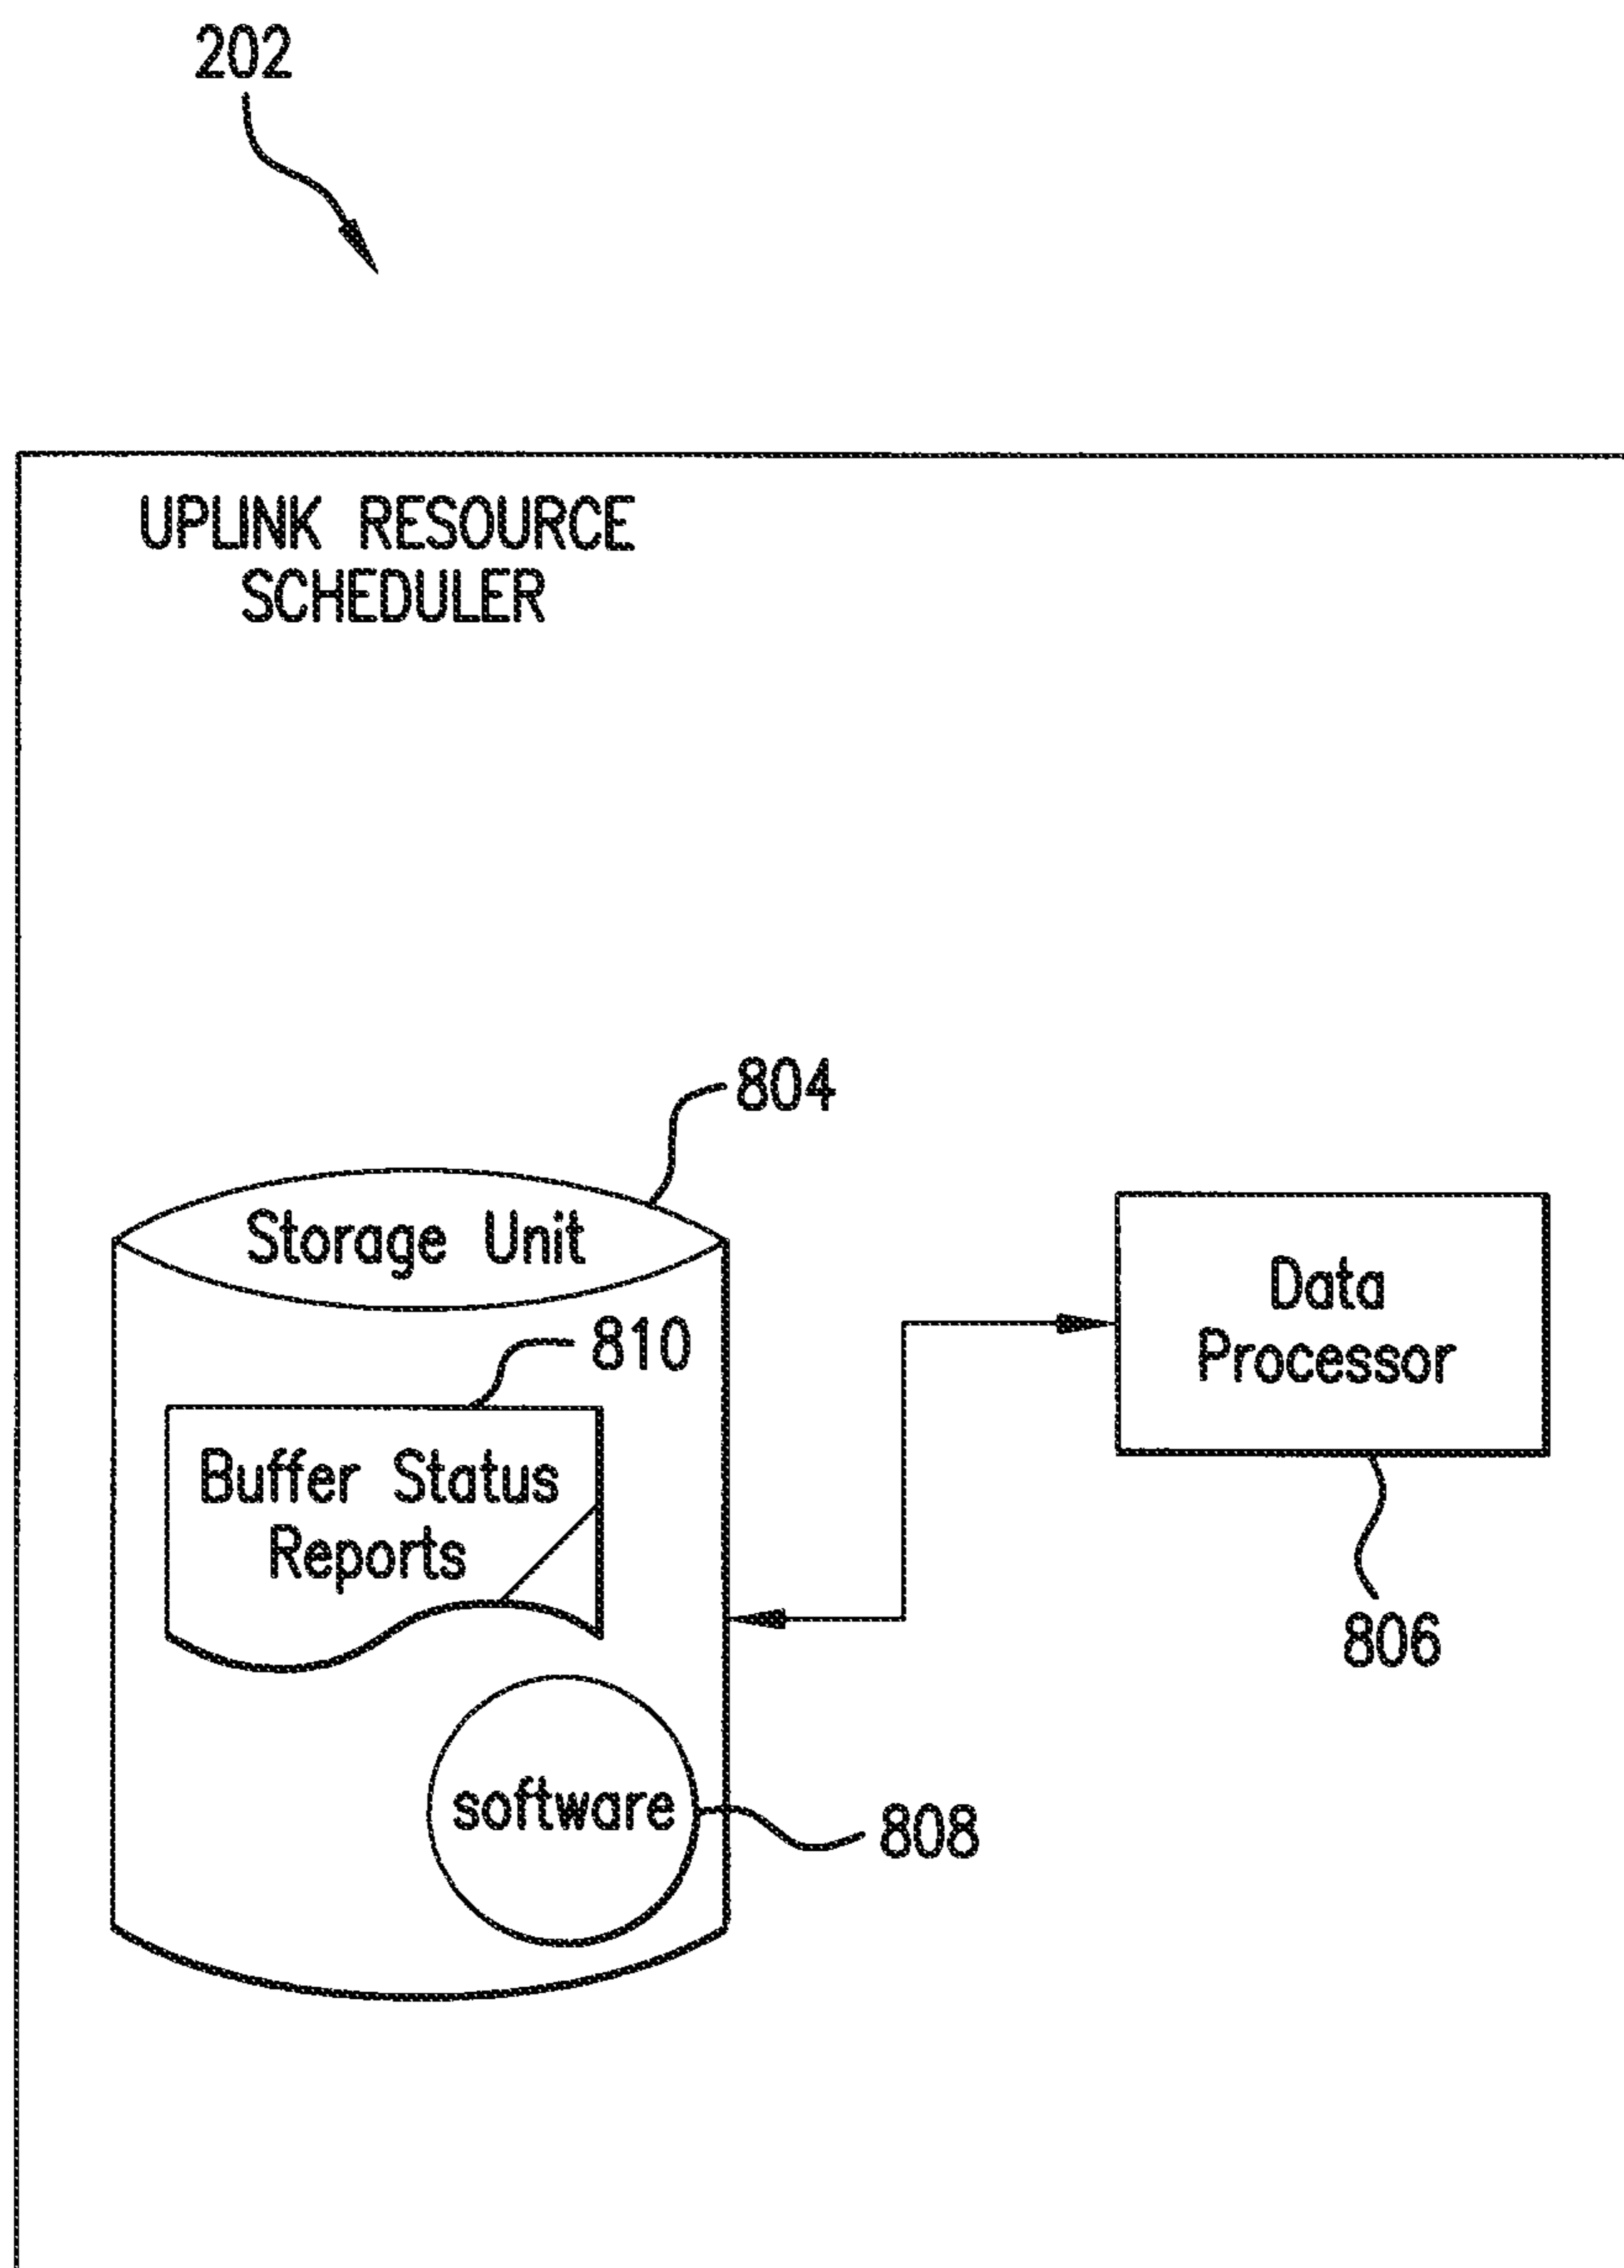 202
UPLINK RESOURCE
SCHEDULER
804
Storage Unit
810
Buffer Status
Reports
Data
Processor
806
software
808